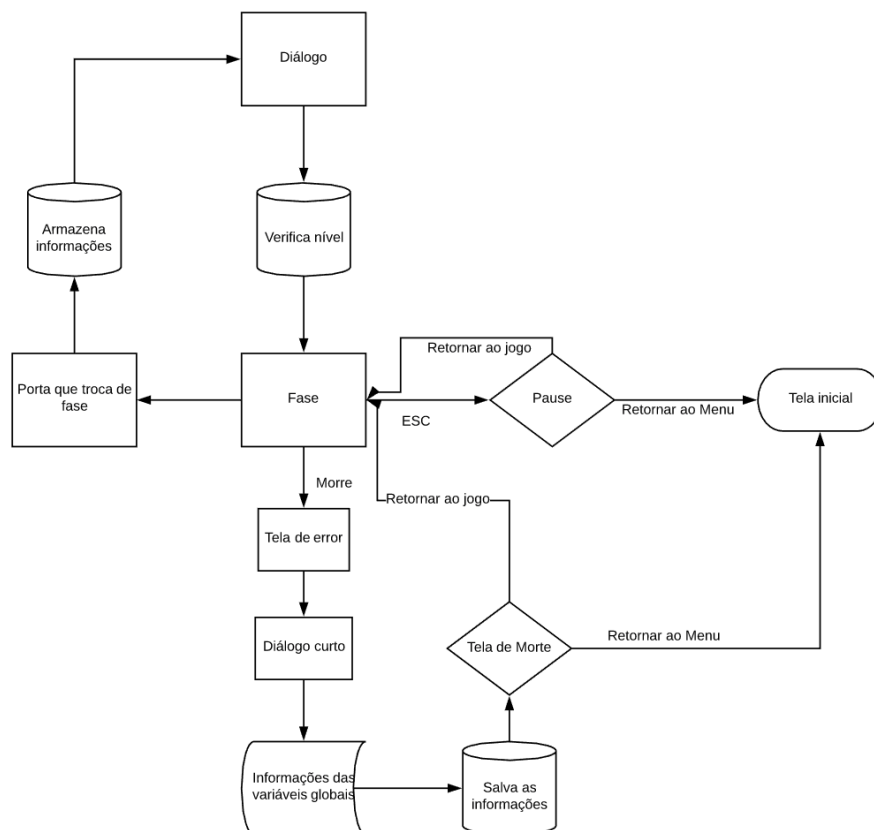 Diálogo
Armazena
informações
Verifica nível
Retornar ao jogo
Porta que troca de
fase
Fase
ESC
Pause
Retornar ao Menu
Tela inicial
Morre
Retornar ao jogo
Tela de error
Diálogo curto
Tela de Morte
Retornar ao Menu
Informações das
variáveis globais
Salva as
informações